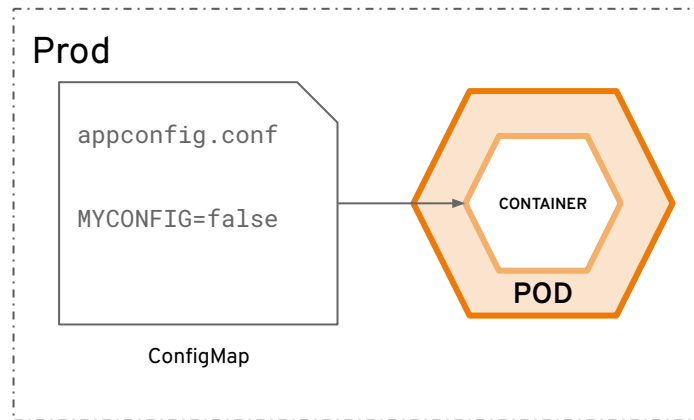 Prod
appconfig.conf
MYCONFIG=false
ConfigMap
CONTAINER
POD